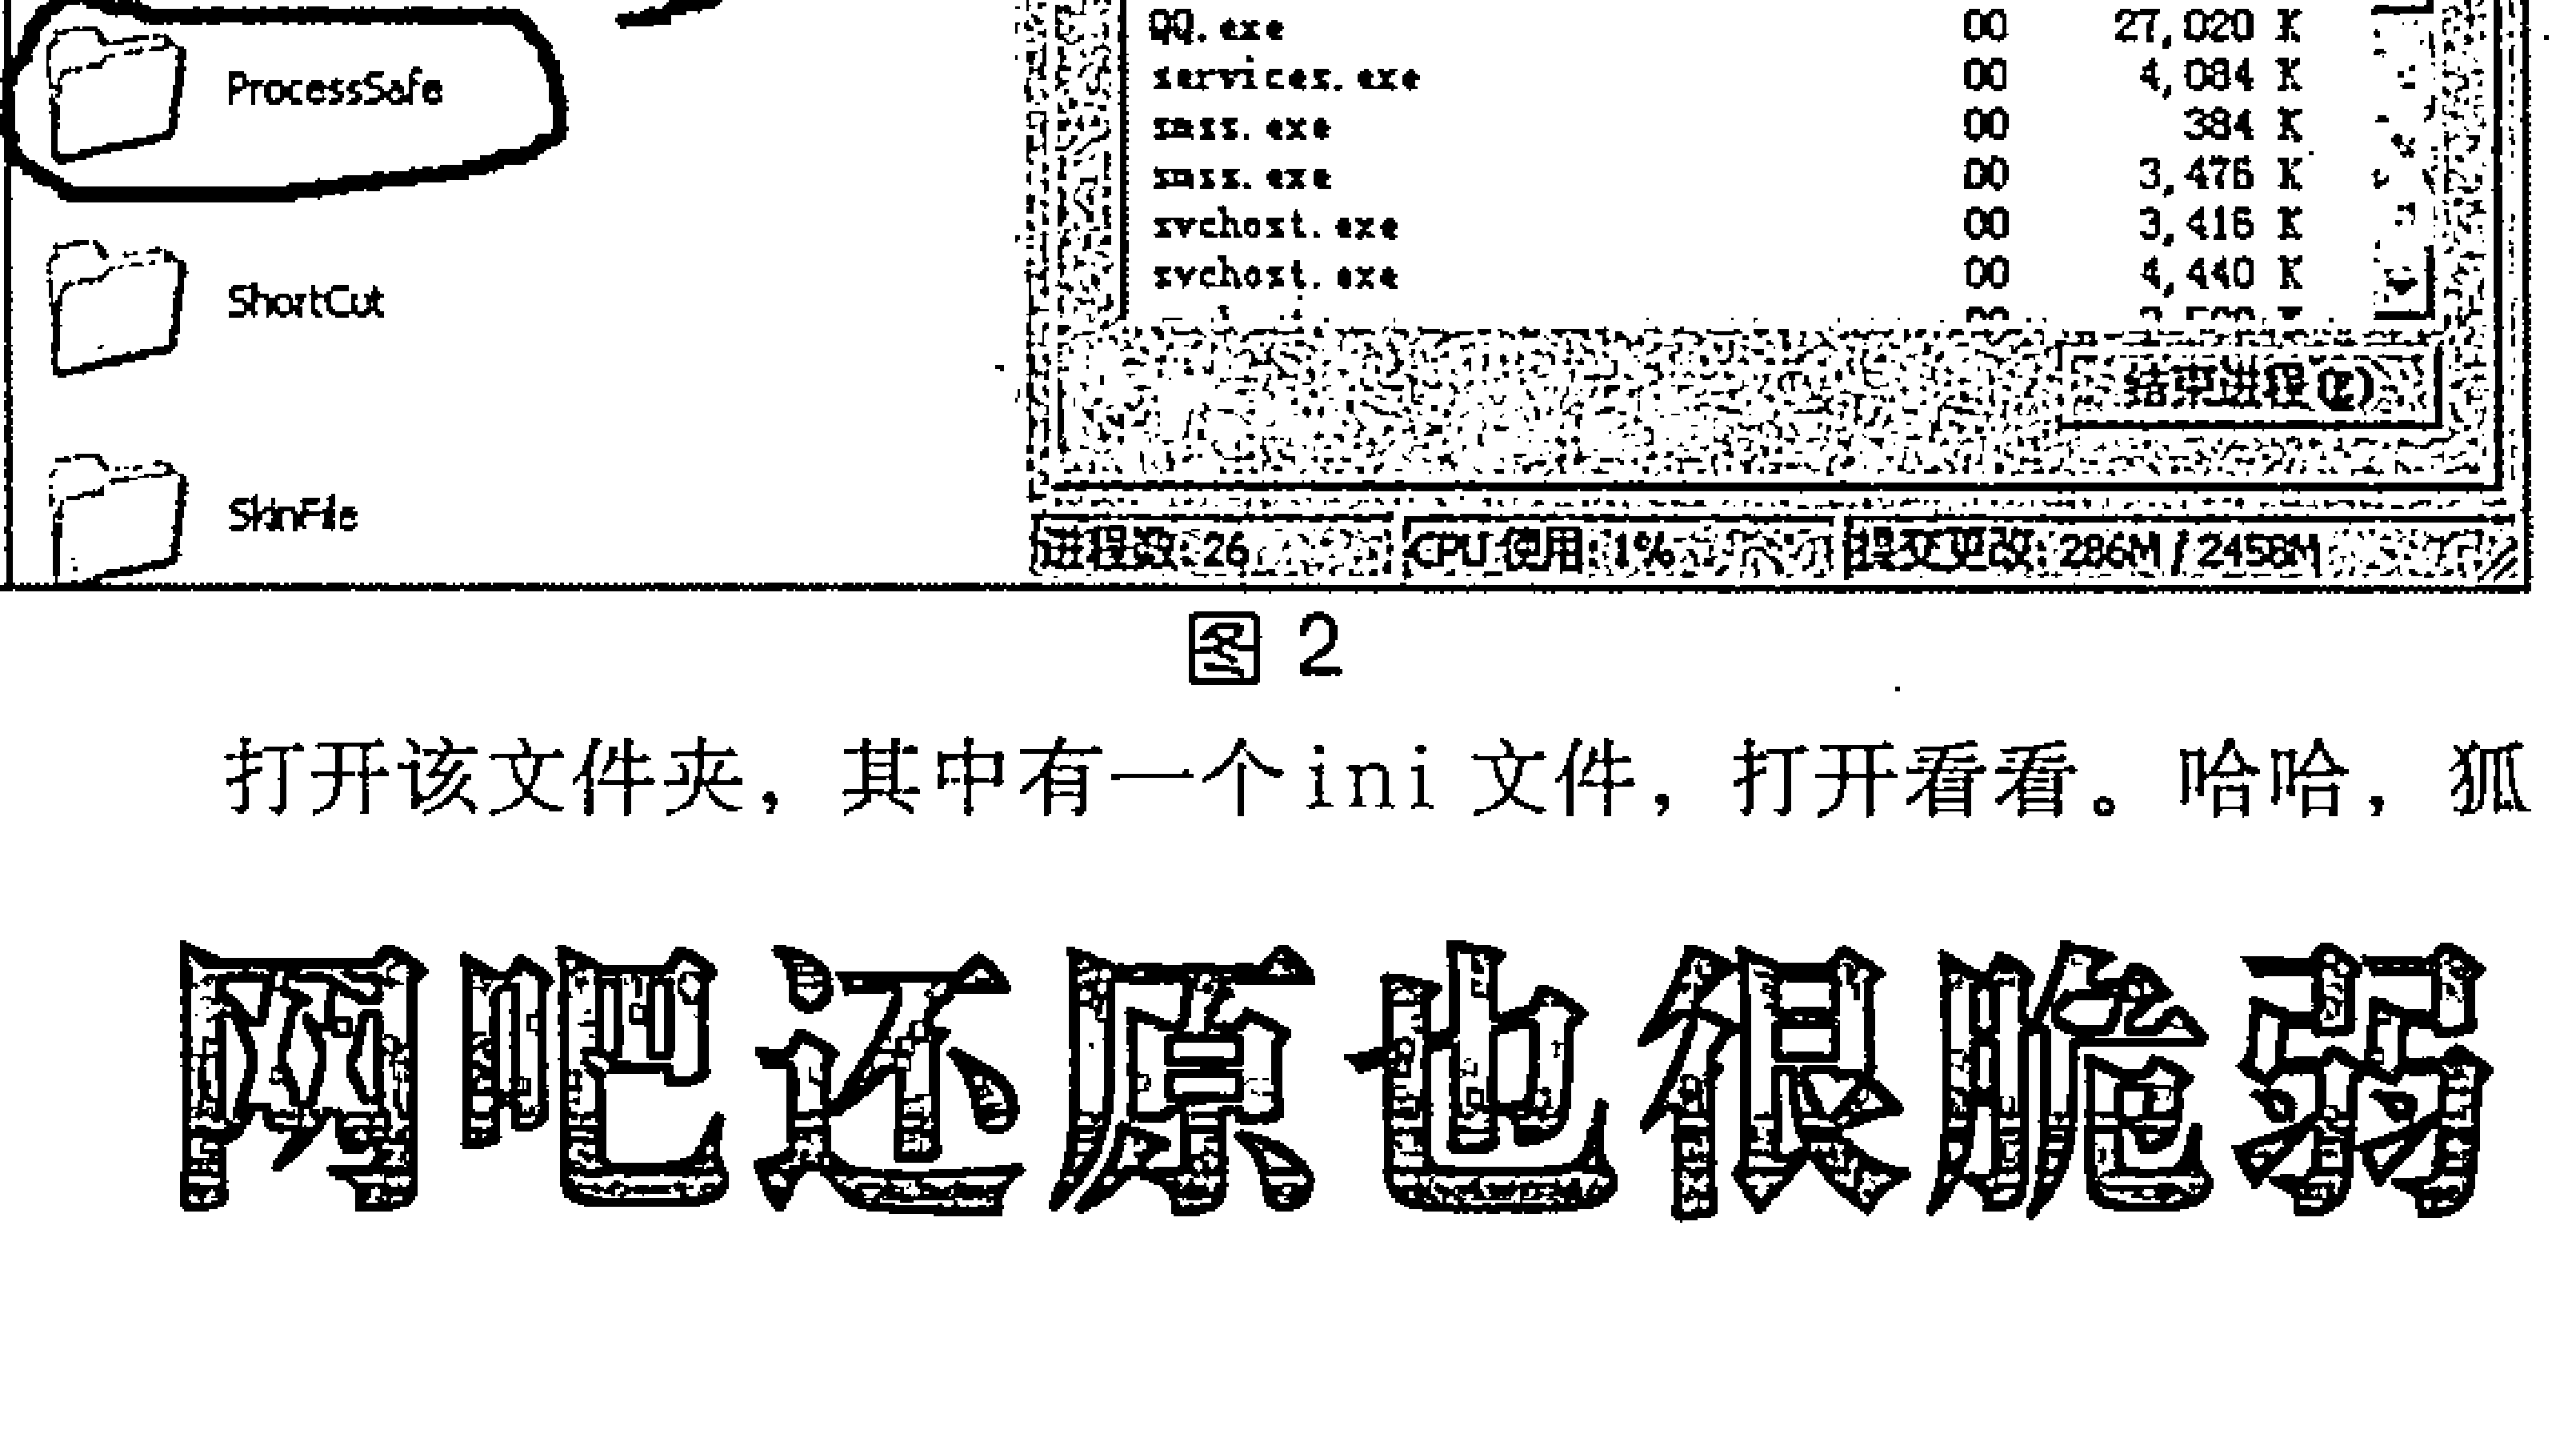 ProcessSafe
ShortCut
SkinFile
QQ.exe 00 27,020 K
services.exe 00 4,084 K
smss.exe 00 384 K
smss.exe 00 3,476 K
svchost.exe 00 3,416 K
svchost.exe 00 4,440 K
结束进程(E)
进程数: 26 CPU 使用: 1% 提交更改: 286M / 2458M
图 2
打开该文件夹，其中有一个ini 文件，打开看看。哈哈，狐
网吧还原也很脆弱